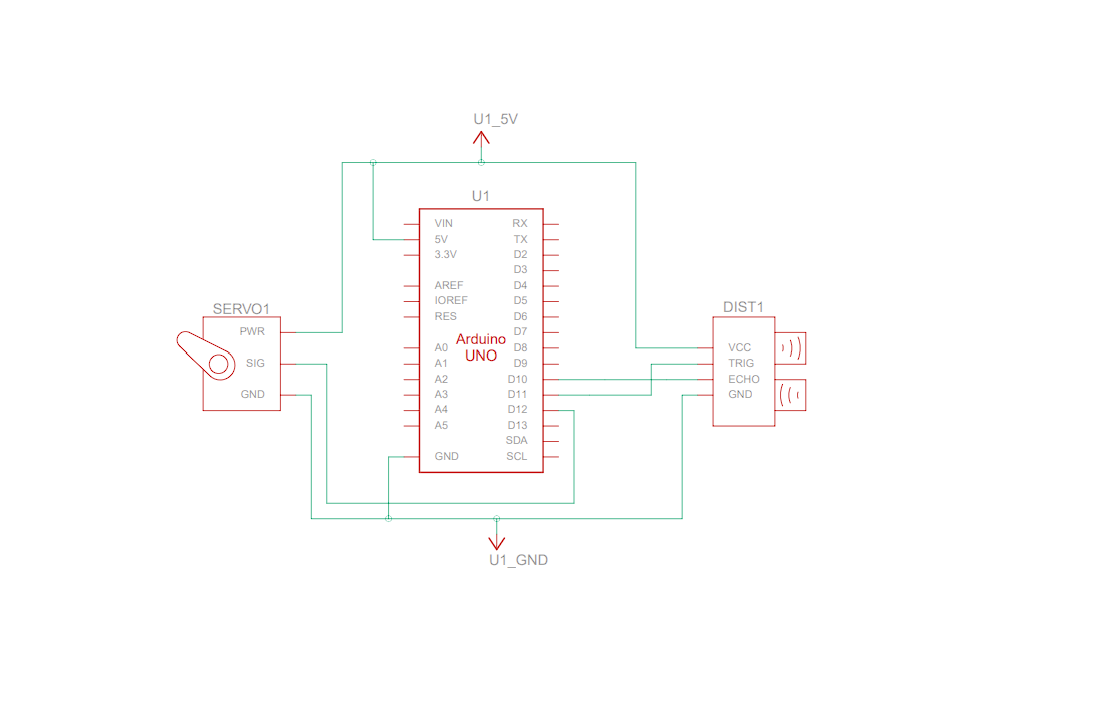 U1_5V
U1
VIN RX
5V TX
3.3V D2
D3
AREF D4
IOREF D5
RES D6
D7
A0 D8
A1 D9
A2 D10
A3 D11
A4 D12
A5 D13
SDA
GND SCL
Arduino
UNO
SERVO1
PWR
SIG
GND
DIST1
VCC
TRIG
ECHO
GND
U1_GND